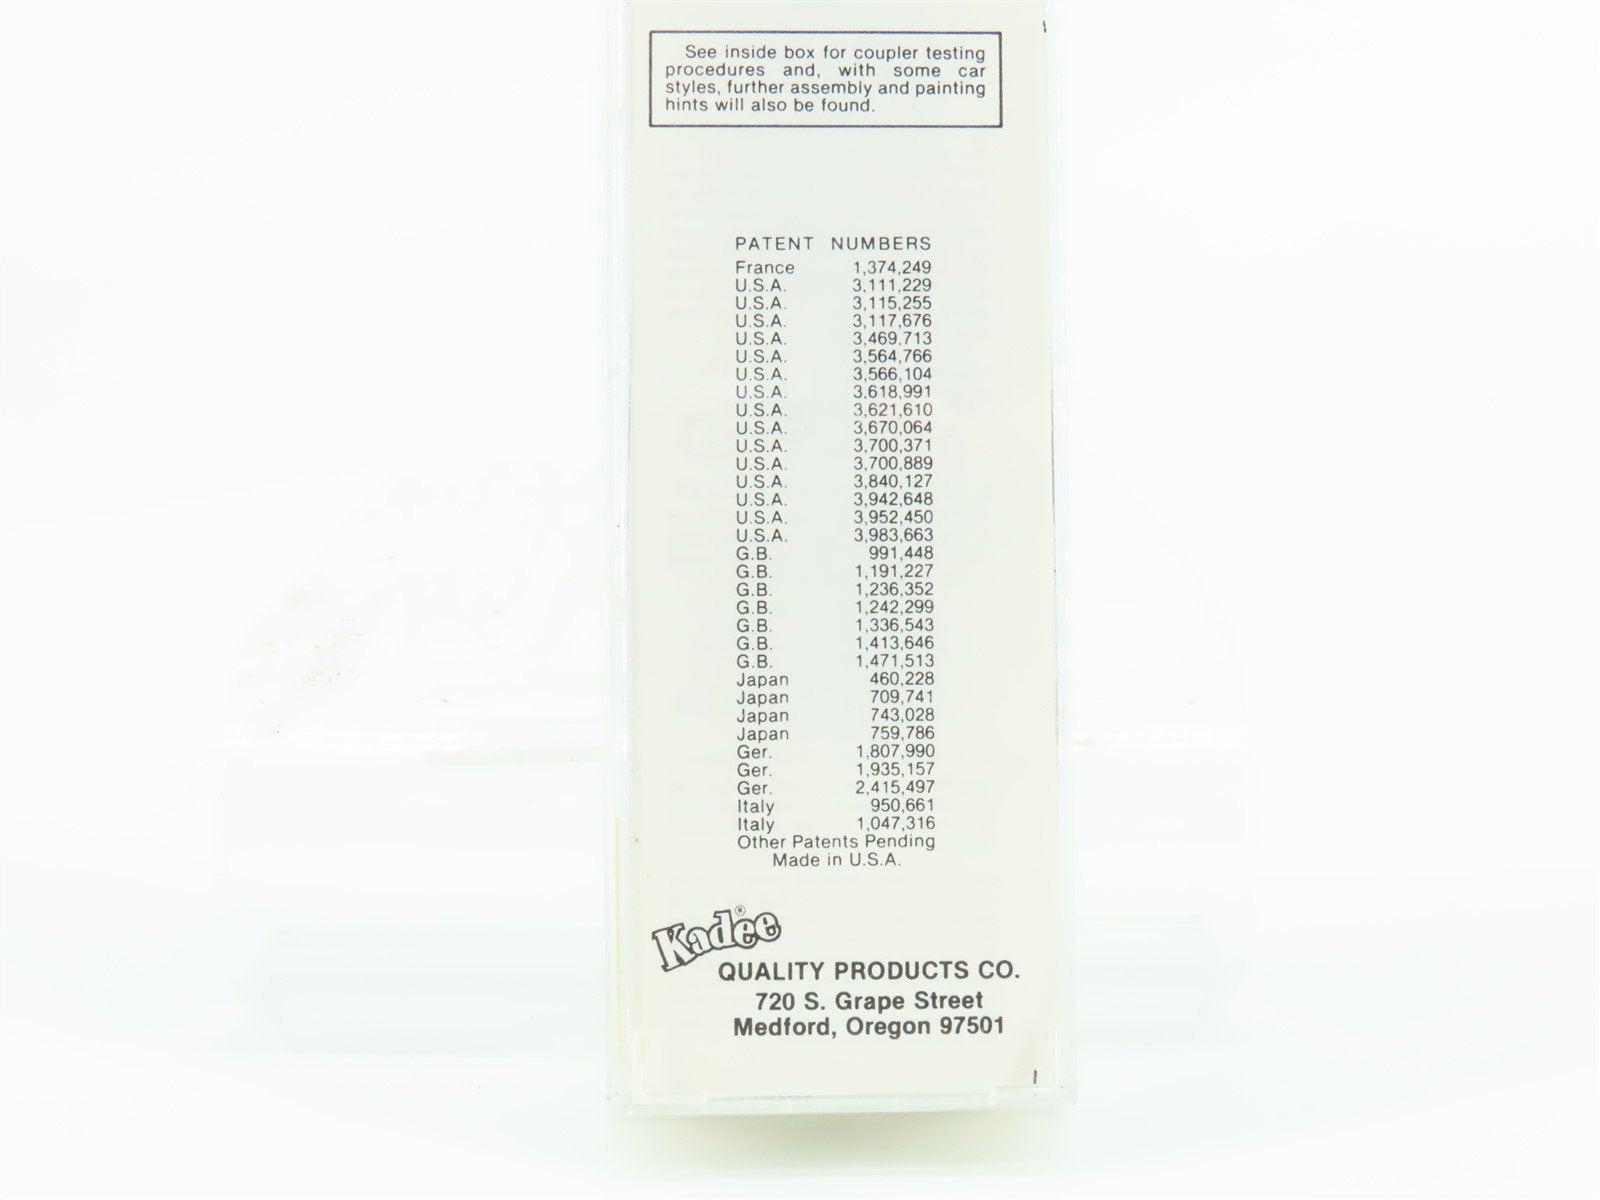 See inside box for coupler testing
procedures and, with some car
styles, further assembly and painting
hints will also be found.
PATENT NUMBERS
France 1,374,249
U.S.A. 3,111,229
U.S.A. 3,115,255
U.S.A. 3,117,676
U.S.A. 3,469,713
U.S.A. 3,564,766
U.S.A. 3,566,104
U.S.A. 3,618,991
U.S.A. 3,621,610
U.S.A. 3,670,064
U.S.A. 3,700,371
U.S.A. 3,700,889
U.S.A. 3,840,127
U.S.A. 3,942,648
U.S.A. 3,952,450
U.S.A. 3,983,663
G.B. 991,448
G.B. 1,191,227
G.B. 1,236,352
G.B. 1,242,299
G.B. 1,336,543
G.B. 1,413,646
G.B. 1,471,513
Japan 460,228
Japan 709,741
Japan 743,028
Japan 759,786
Ger. 1,807,990
Ger. 1,935,157
Ger. 2,415,497
Italy 950,661
Italy 1,047,316
Other Patents Pending
Made in U.S.A.
Kadee®
QUALITY PRODUCTS CO.
720 S. Grape Street
Medford, Oregon 97501